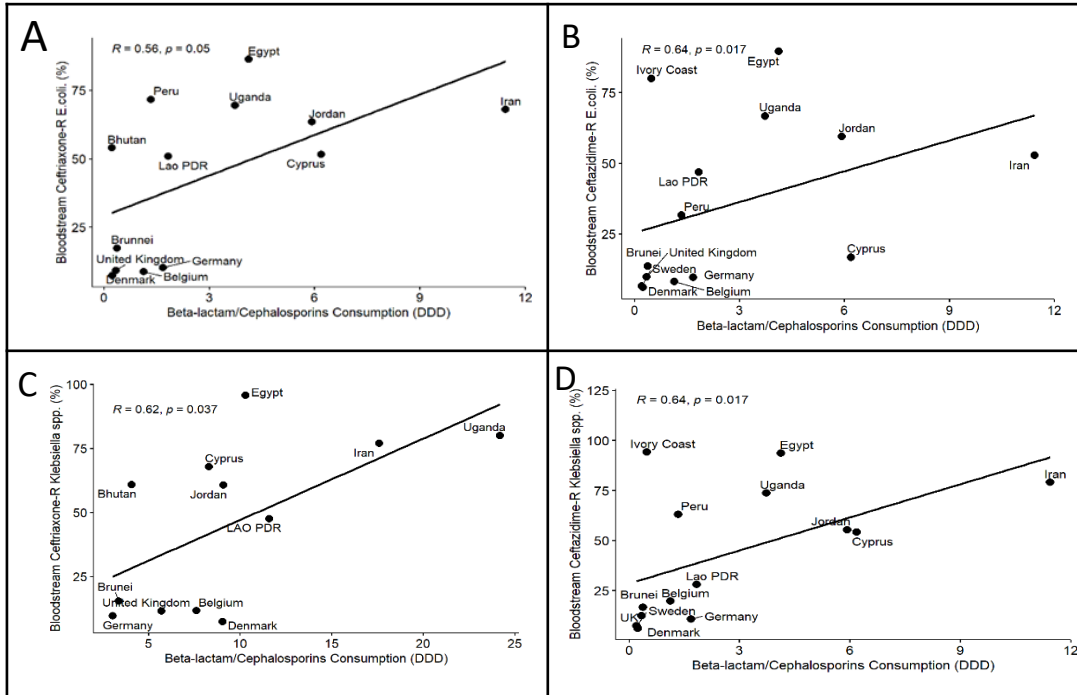 A
R = 0.56, p = 0.05
Bloodstream Ceftriaxone-R E.coli. (%)
75
50
25
Egypt
Peru
Uganda
Iran
Jordan
Bhutan
Lao PDR
Cyprus
Brunnei
United Kingdom
Germany
Denmark
Belgium
0
3
6
9
12
Beta-lactam/Cephalosporins Consumption (DDD)
B
R = 0.64, p = 0.017
Bloodstream Ceftazidime-R E.coli. (%)
75
50
25
0
Egypt
Ivory Coast
Uganda
Jordan
Iran
Lao PDR
Peru
Cyprus
Brunei
United Kingdom
Sweden
Germany
Denmark
Belgium
0
3
6
9
12
Beta-lactam/Cephalosporins Consumption (DDD)
C
R = 0.62, p = 0.037
Bloodstream Ceftriaxone-R Klebsiella spp. (%)
100
75
50
25
Egypt
Uganda
Iran
Cyprus
Bhutan
Jordan
LAO PDR
Brunei
United Kingdom
Belgium
Germany
Denmark
5
10
15
20
25
Beta-lactam/Cephalosporins Consumption (DDD)
D
R = 0.64, p = 0.017
Bloodstream Ceftazidime-R Klebsiella spp. (%)
125
100
75
50
25
0
Ivory Coast
Egypt
Iran
Uganda
Peru
Jordan
Cyprus
Lao PDR
Brunei
Belgium
Sweden
UK
Germany
Denmark
0
3
6
9
12
Beta-lactam/Cephalosporins Consumption (DDD)